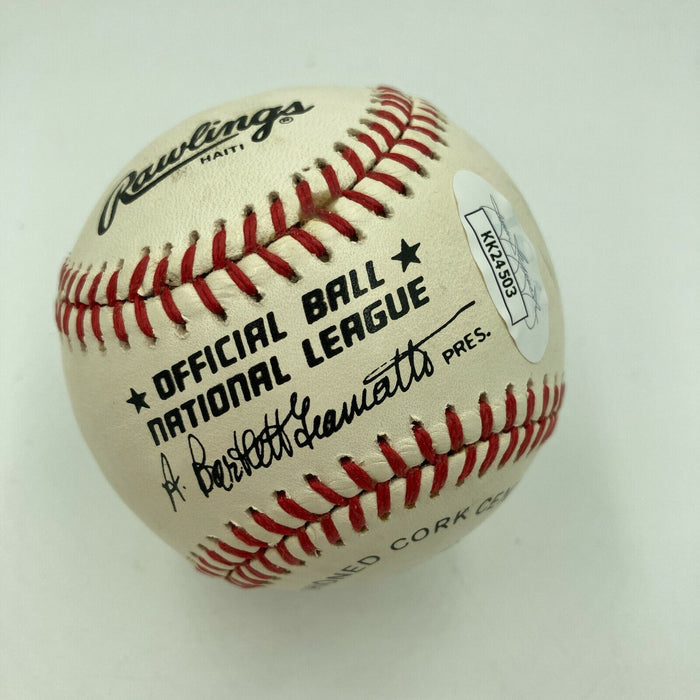 Rawlings®
HAITI
★ OFFICIAL BALL ★
NATIONAL LEAGUE
A. Bartlett Giamatti PRES.
KK24503
CORK